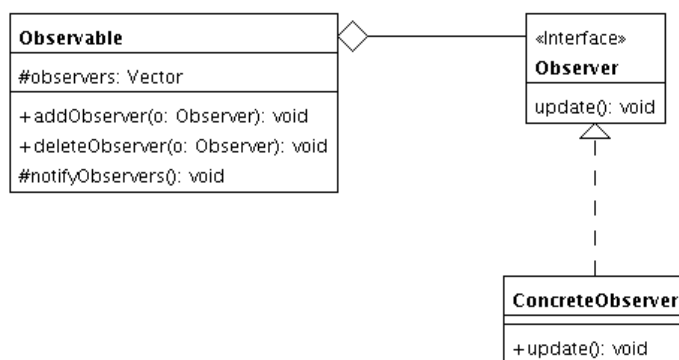 Observable
#observers: Vector
+addObserver(o: Observer): void
+deleteObserver(o: Observer): void
#notifyObservers(): void
«Interface»
Observer
update(): void
ConcreteObserver
+update(): void